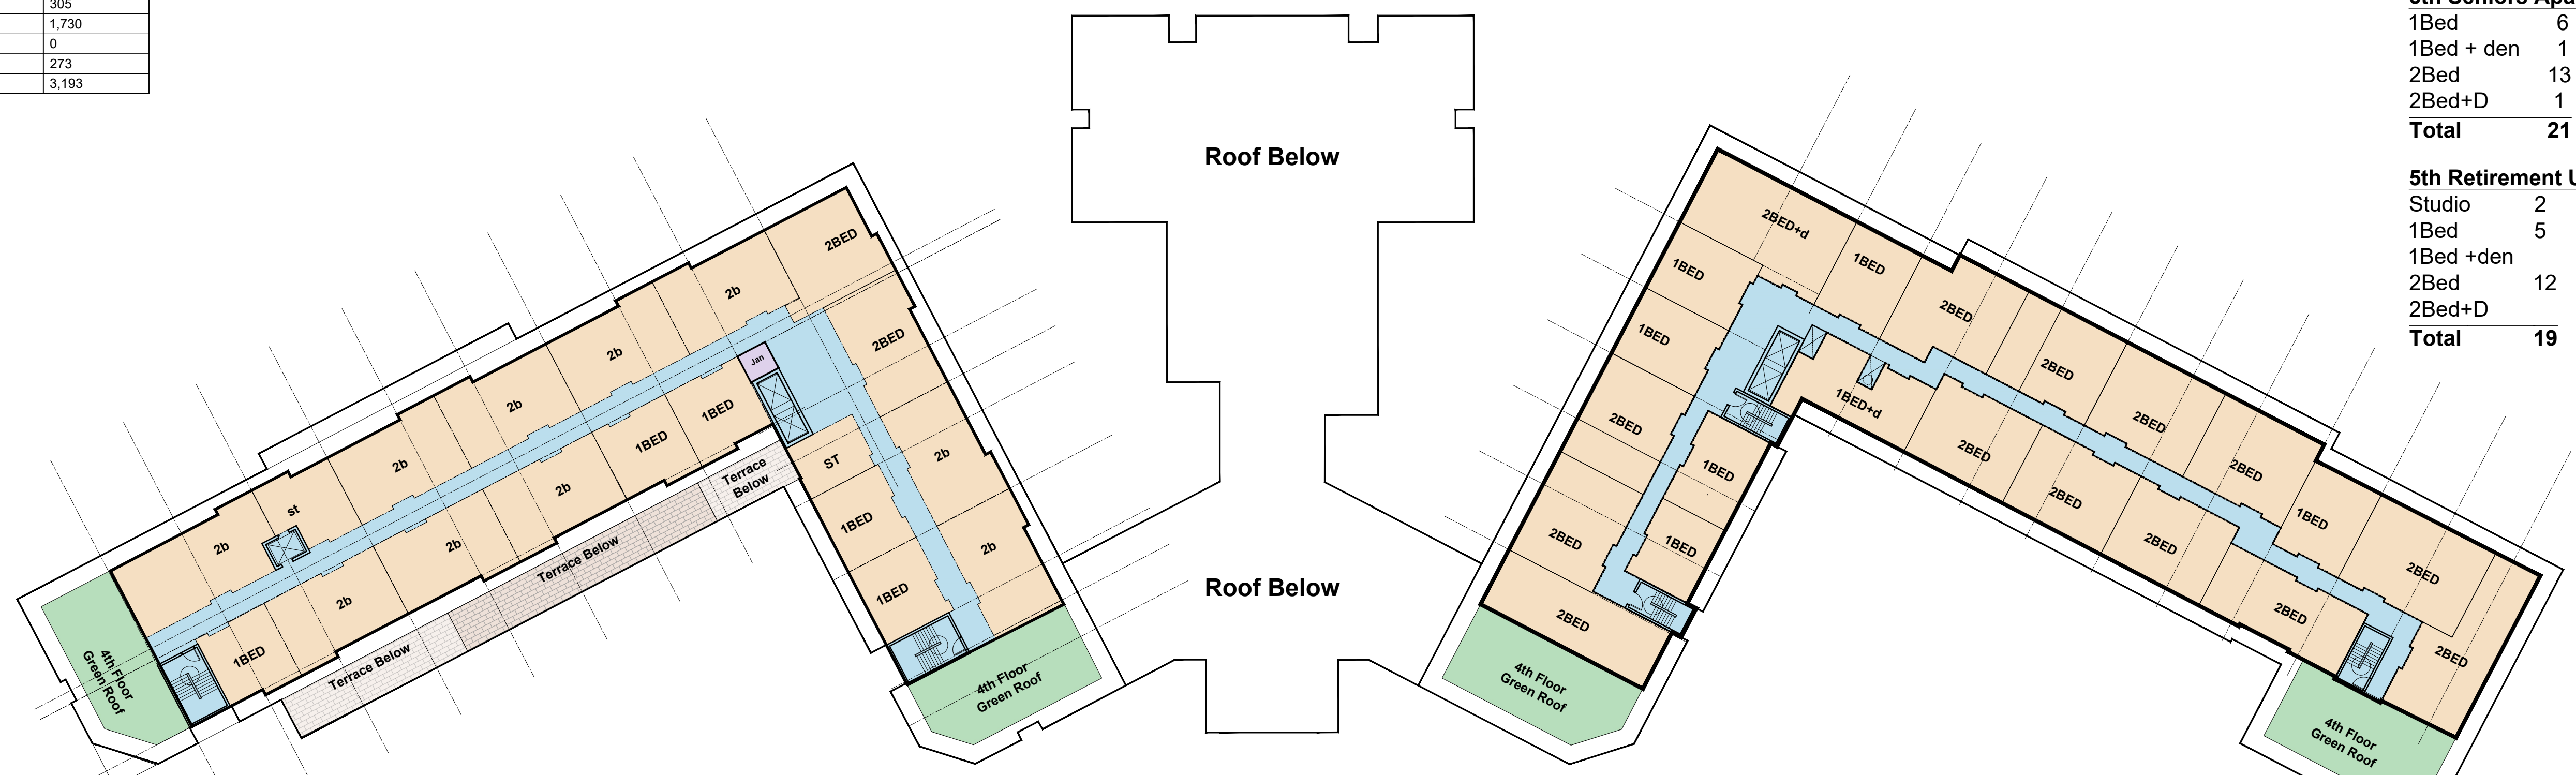 305
1,730
0
273
3,193
1Bed 6
1Bed + den 1
2Bed 13
2Bed+D 1
Total 21
5th Retirement
Studio 2
1Bed 5
1Bed +den
2Bed 12
2Bed+D
Total 19
Roof Below
Roof Below
2BED
2b
2b
2b
2b
st
2b
2BED
Jan
1BED
1BED
2b
2b
2b
1BED
ST
2b
1BED
2b
1BED
Terrace
Below
Terrace Below
Terrace Below
4th Floor
Green Roof
4th Floor
Green Roof
2BED+d
1BED
1BED
2BED
1BED
2BED
2BED
1BED+d
2BED
2BED
1BED
2BED
2BED
1BED
2BED
1BED
2BED
2BED
2BED
2BED
2BED
4th Floor
Green Roof
4th Floor
Green Roof